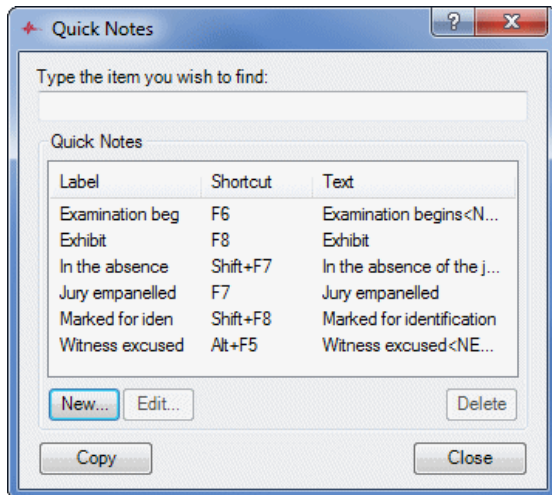 Quick Notes
Type the item you wish to find:
Quick Notes
Label Shortcut Text
Examination beg F6 Examination begins<N...
Exhibit F8 Exhibit
In the absence Shift+F7 In the absence of the j...
Jury empanelled F7 Jury empanelled
Marked for iden Shift+F8 Marked for identification
Witness excused Alt+F5 Witness excused<NE...
New... Edit... Delete
Copy Close